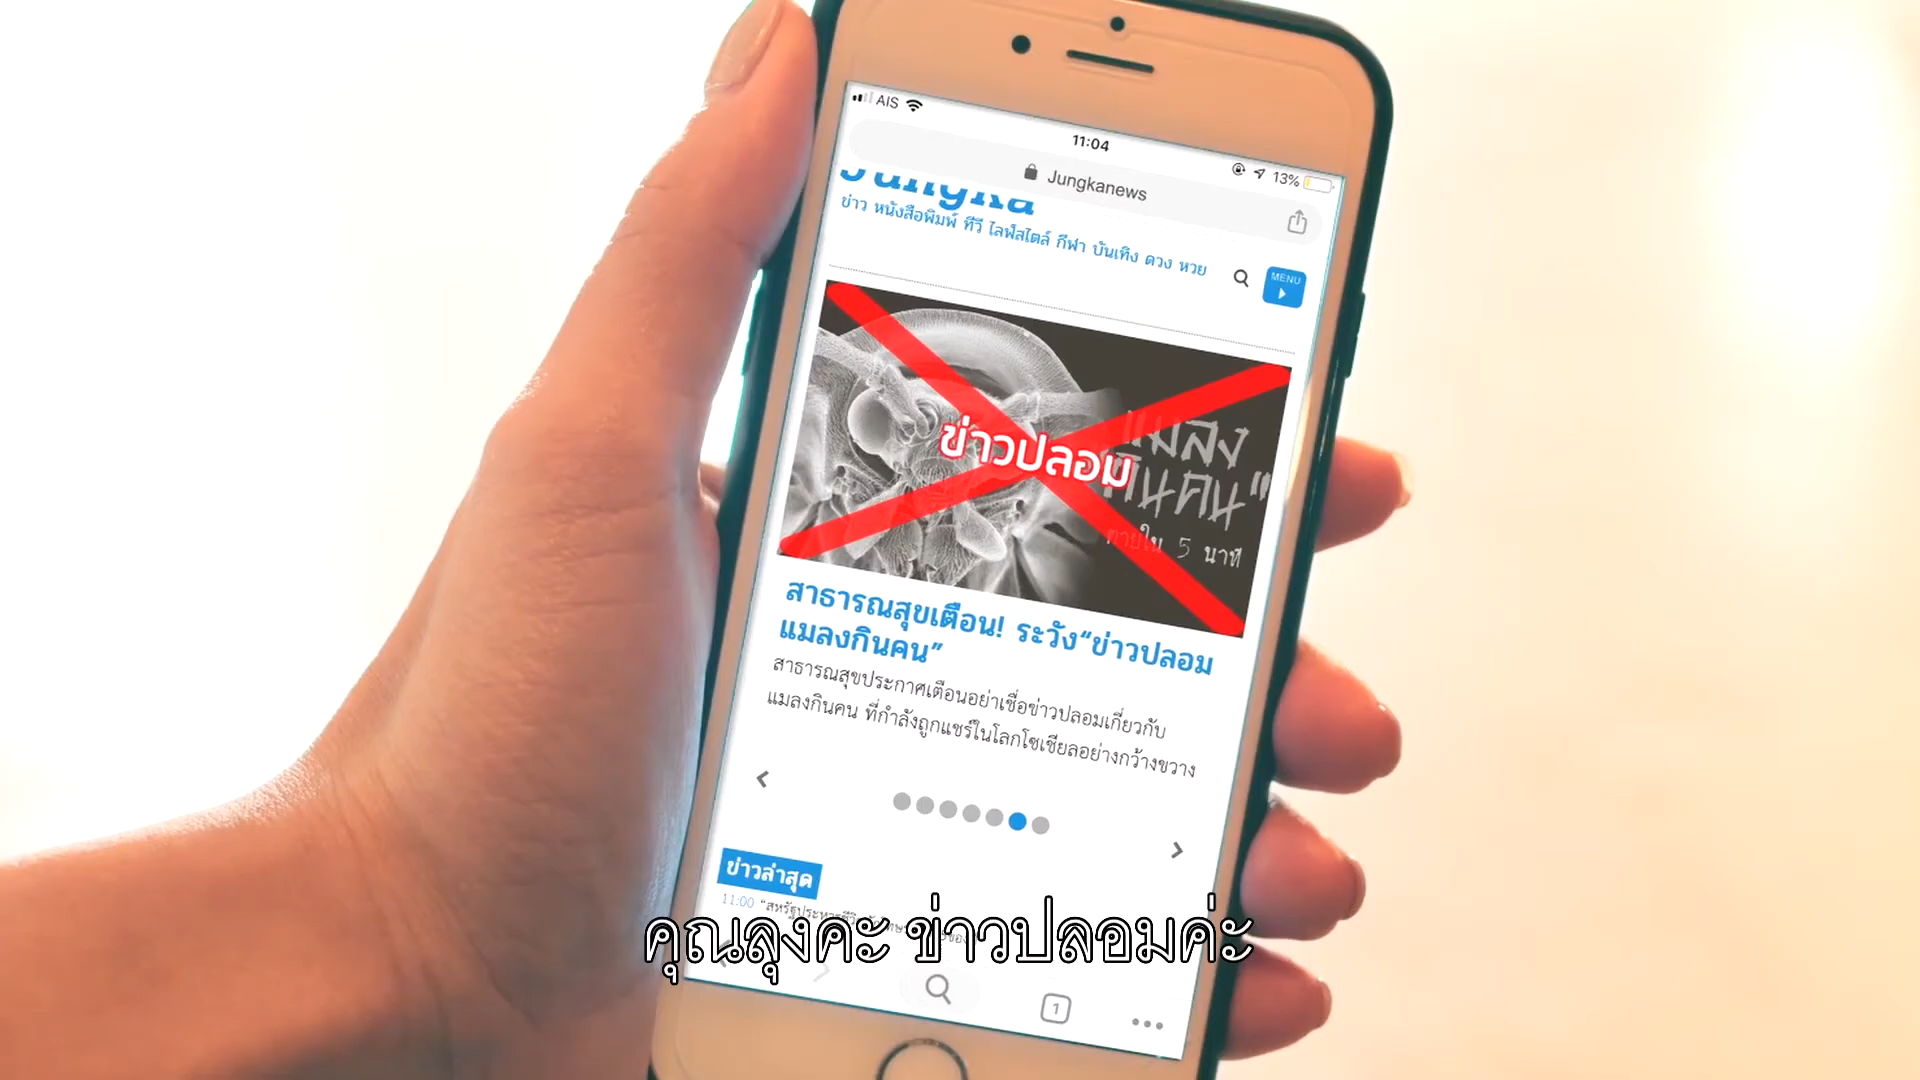 AIS
11:04
13%
Jungkanews
Jungka
ข่าว หนังสือพิมพ์ ทีวี ไลฟ์สไตล์ กีฬา บันเทิง ดวง หวย
MENU
ข่าวปลอม
แมลง
"กินคน"
ตายใน 5 นาที
สาธารณสุขเตือน! ระวัง“ข่าวปลอม
แมลงกินคน”
สาธารณสุขประกาศเตือนอย่าเชื่อข่าวปลอมเกี่ยวกับ
แมลงกินคน ที่กำลังถูกแชร์ในโลกโซเชียลอย่างกว้างขวาง
ข่าวล่าสุด
11:00
คุณลุงคะ ข่าวปลอมค่ะ
1